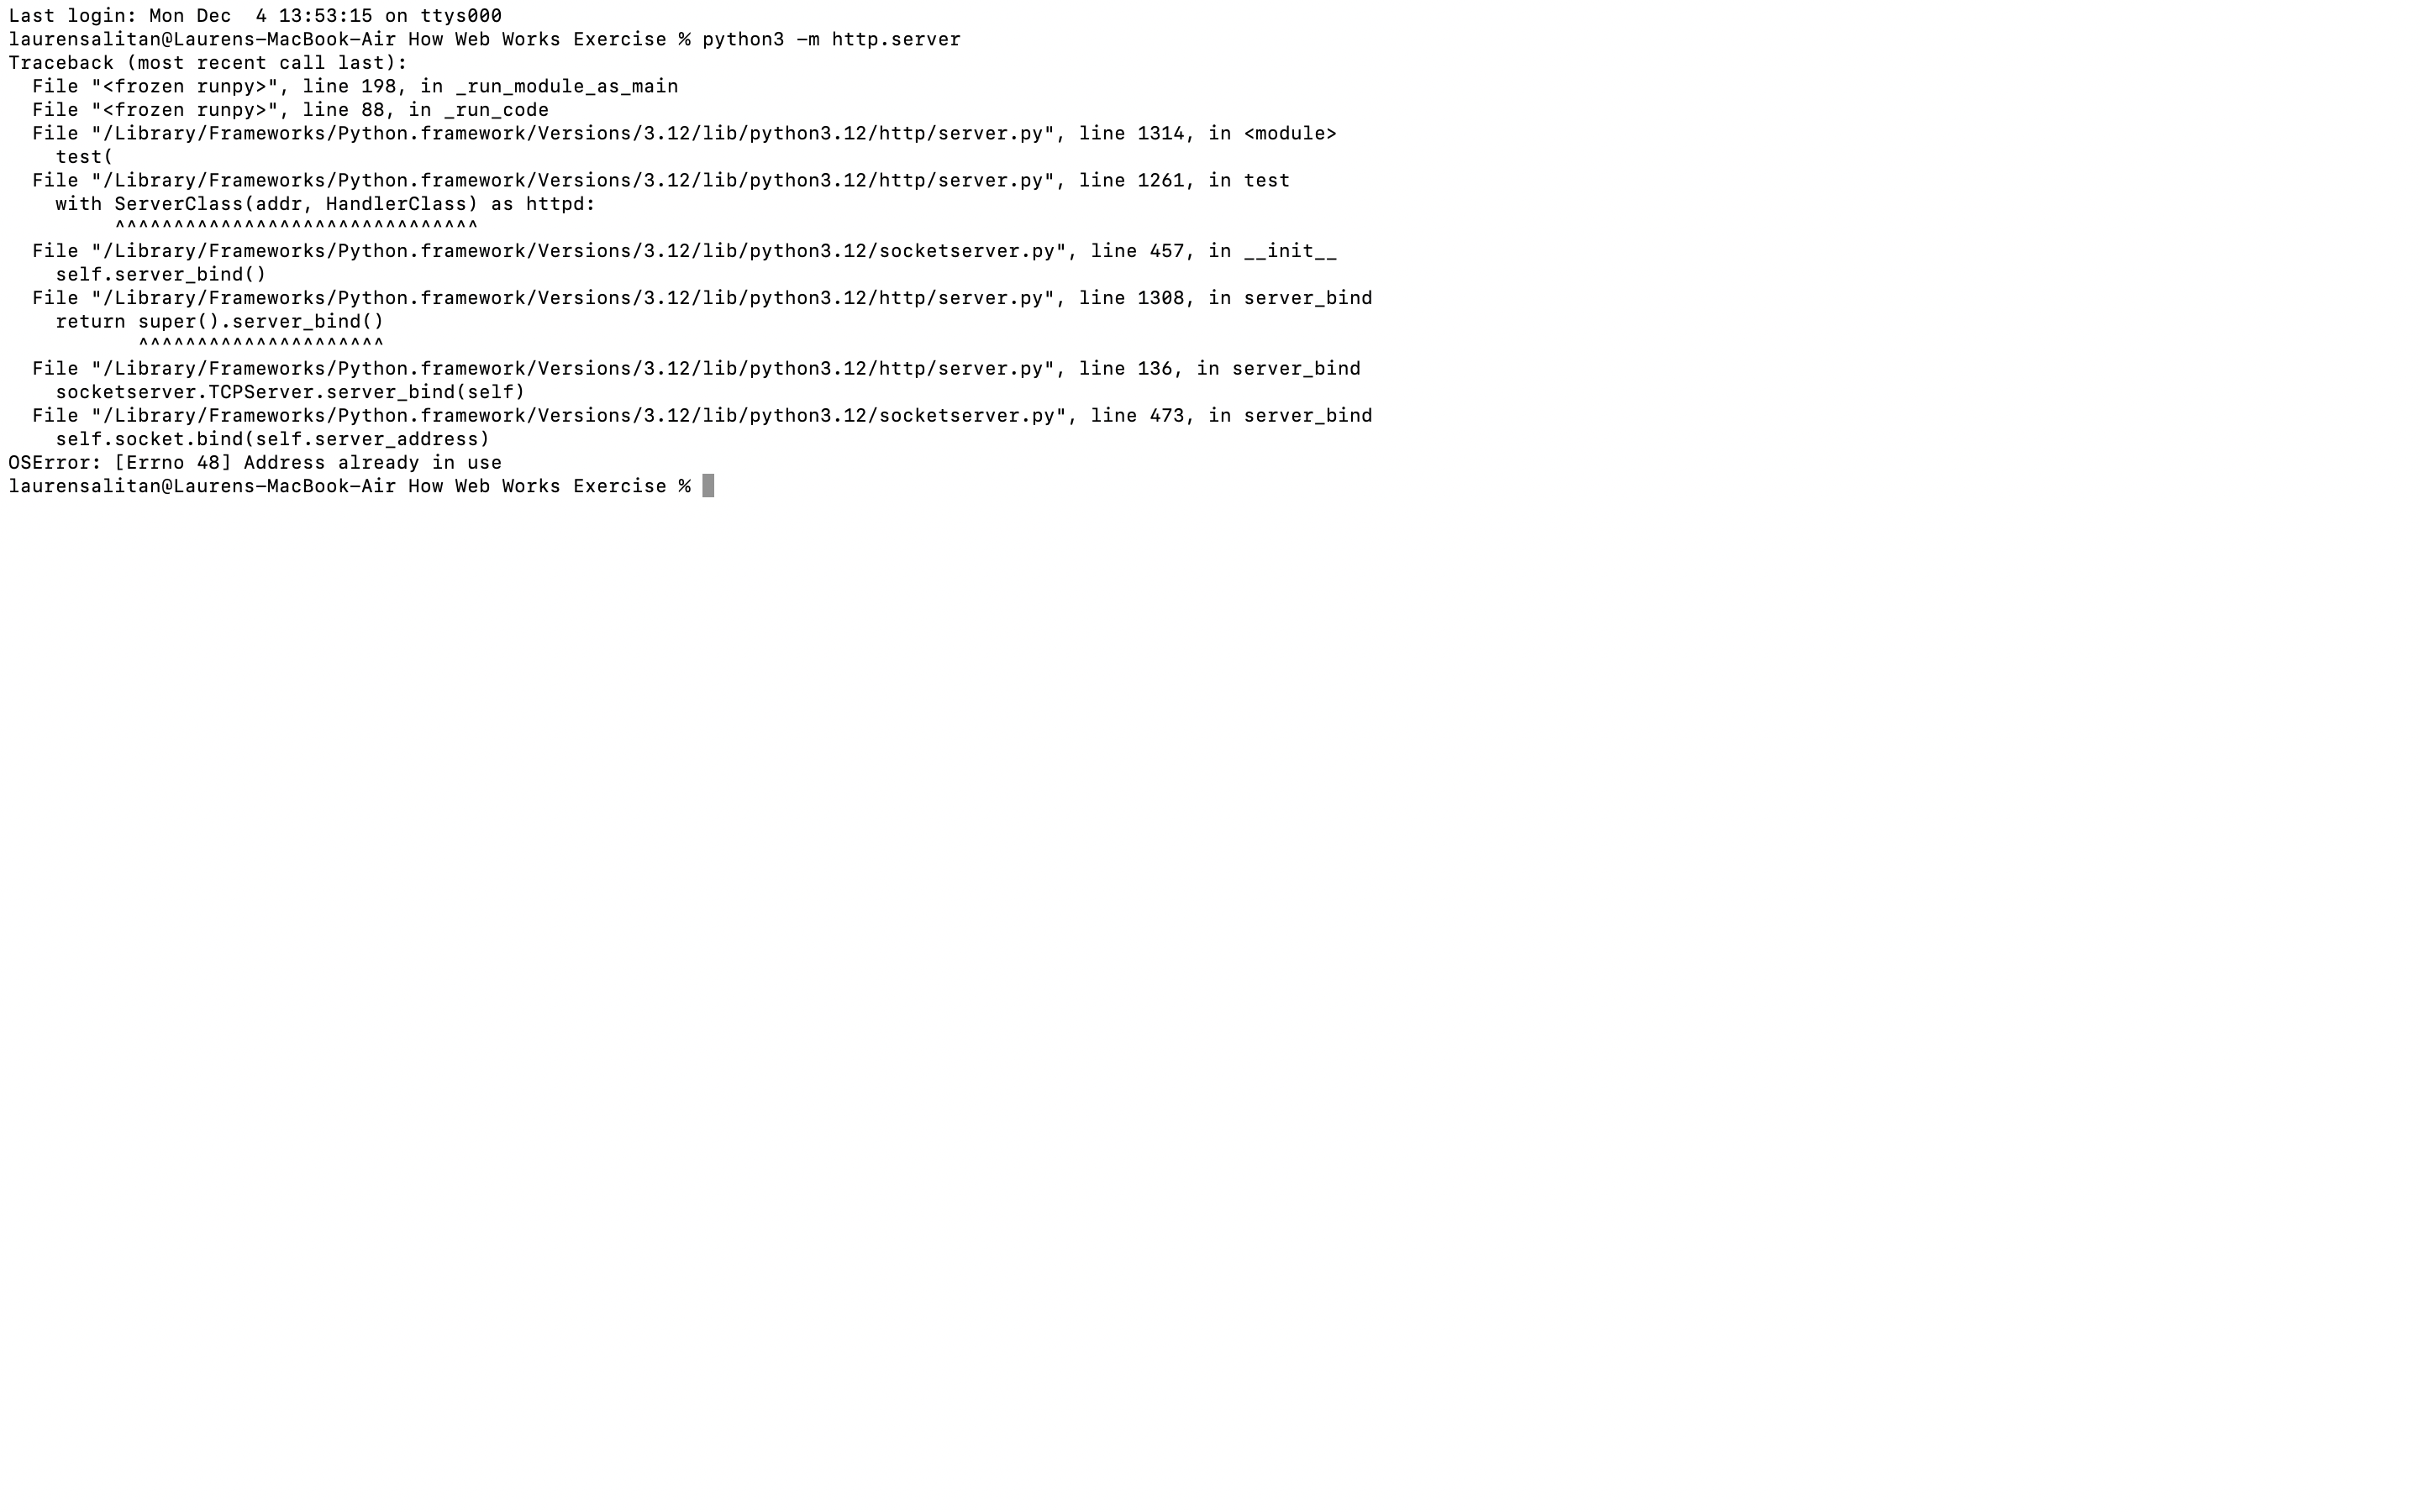 Last login: Mon Dec  4 13:53:15 on ttys000
laurensalitan@Laurens-MacBook-Air How Web Works Exercise % python3 -m http.server
Traceback (most recent call last):
  File "<frozen runpy>", line 198, in _run_module_as_main
  File "<frozen runpy>", line 88, in _run_code
  File "/Library/Frameworks/Python.framework/Versions/3.12/lib/python3.12/http/server.py", line 1314, in <module>
    test(
  File "/Library/Frameworks/Python.framework/Versions/3.12/lib/python3.12/http/server.py", line 1261, in test
    with ServerClass(addr, HandlerClass) as httpd:
         ^^^^^^^^^^^^^^^^^^^^^^^^^^^^^^^
  File "/Library/Frameworks/Python.framework/Versions/3.12/lib/python3.12/socketserver.py", line 457, in __init__
    self.server_bind()
  File "/Library/Frameworks/Python.framework/Versions/3.12/lib/python3.12/http/server.py", line 1308, in server_bind
    return super().server_bind()
           ^^^^^^^^^^^^^^^^^^^^^
  File "/Library/Frameworks/Python.framework/Versions/3.12/lib/python3.12/http/server.py", line 136, in server_bind
    socketserver.TCPServer.server_bind(self)
  File "/Library/Frameworks/Python.framework/Versions/3.12/lib/python3.12/socketserver.py", line 473, in server_bind
    self.socket.bind(self.server_address)
OSError: [Errno 48] Address already in use
laurensalitan@Laurens-MacBook-Air How Web Works Exercise %